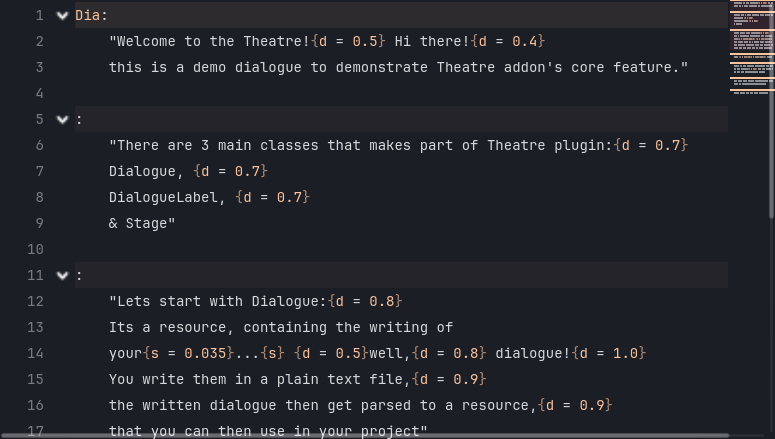 1 Dia:
2 "Welcome to the Theatre!{d = 0.5} Hi there!{d = 0.4}
3 this is a demo dialogue to demonstrate Theatre addon's core feature."
4
5 :
6 "There are 3 main classes that makes part of Theatre plugin:{d = 0.7}
7 Dialogue, {d = 0.7}
8 DialogueLabel, {d = 0.7}
9 & Stage"
10
11 :
12 "Lets start with Dialogue:{d = 0.8}
13 Its a resource, containing the writing of
14 your{s = 0.035}...{s} {d = 0.5}well,{d = 0.8} dialogue!{d = 1.0}
15 You write them in a plain text file,{d = 0.9}
16 the written dialogue then get parsed to a resource,{d = 0.9}
17 that you can then use in your project"